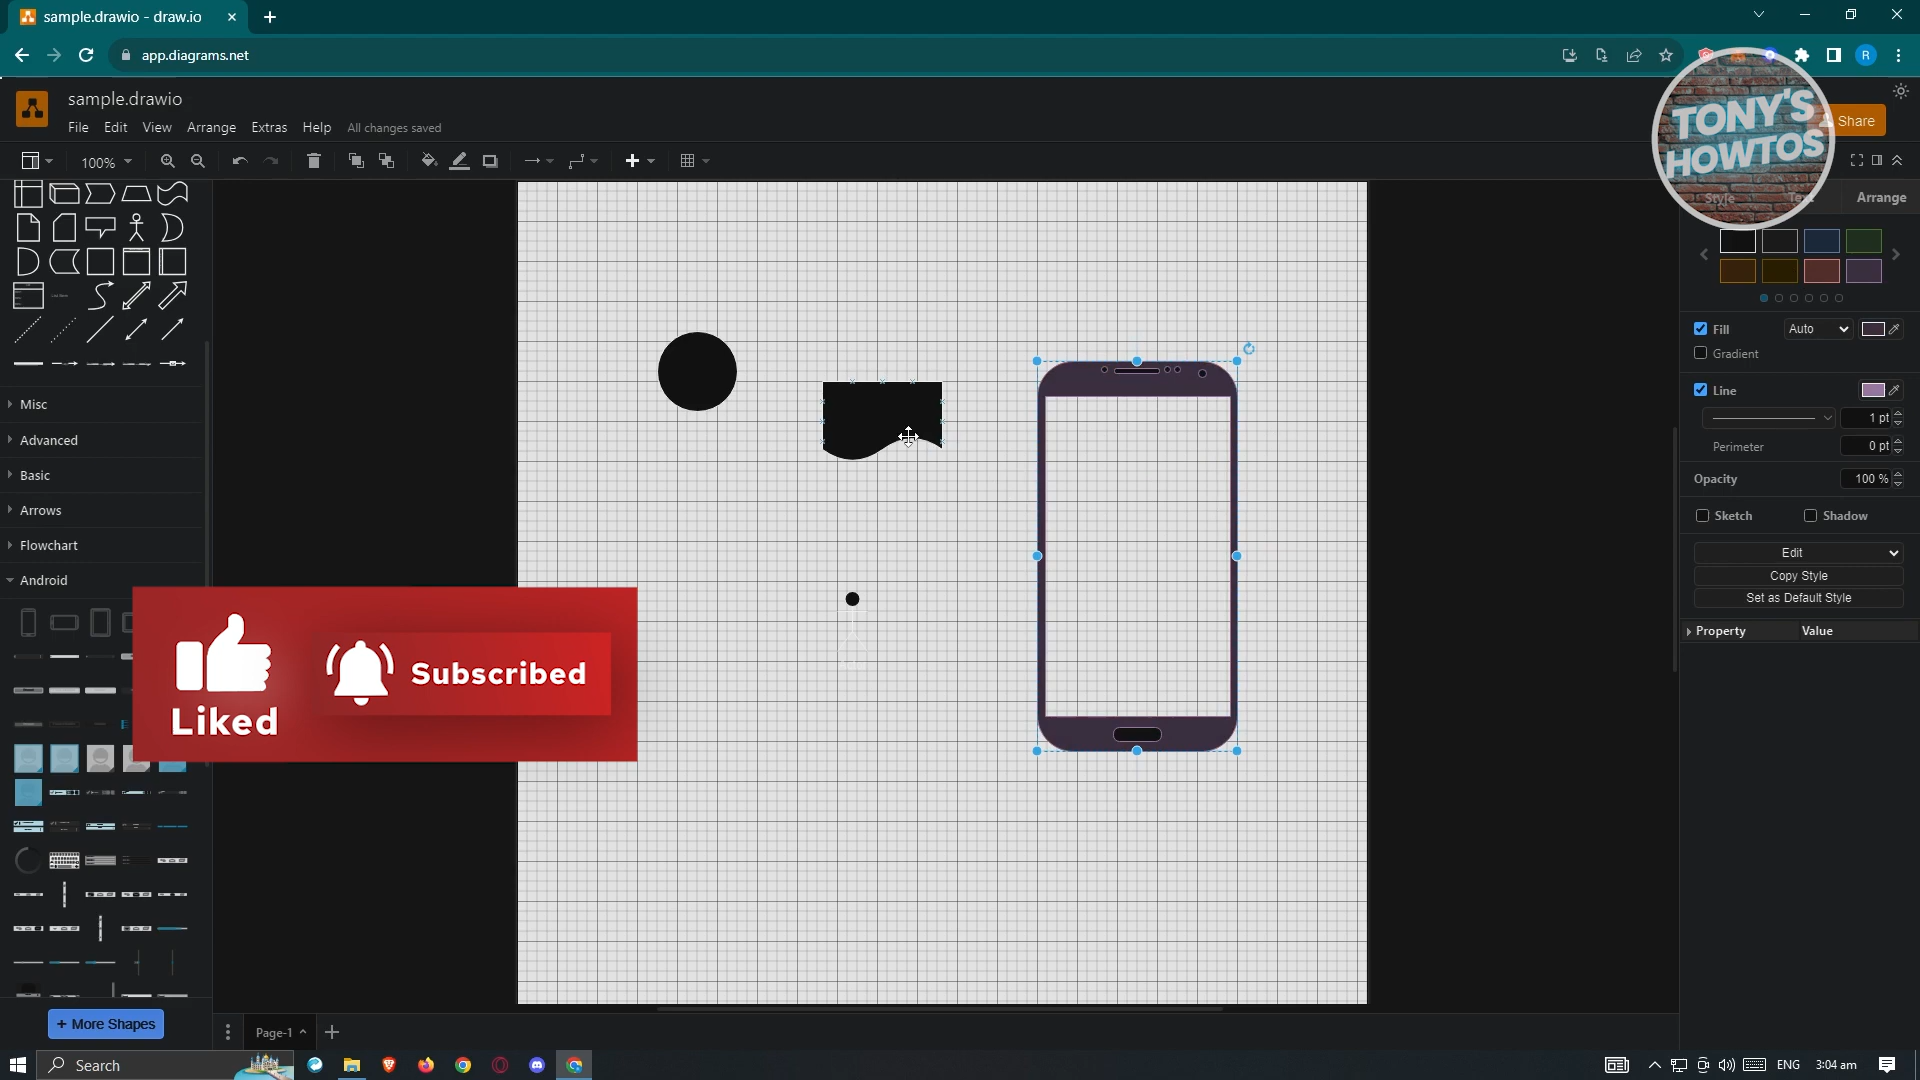 sample.drawio - draw.io
app.diagrams.net
R
sample.drawio
File Edit View Arrange Extras Help All changes saved
TONY'S
HOWTOS
Share
100%
Style Text Arrange
Fill Auto
Gradient
Line
1 pt
Perimeter 0 pt
Opacity 100 %
Sketch Shadow
Edit
Copy Style
Set as Default Style
Property Value
Misc
Advanced
Basic
Arrows
Flowchart
Android
Liked
Subscribed
+ More Shapes
Page-1
Search
ENG 3:04 am